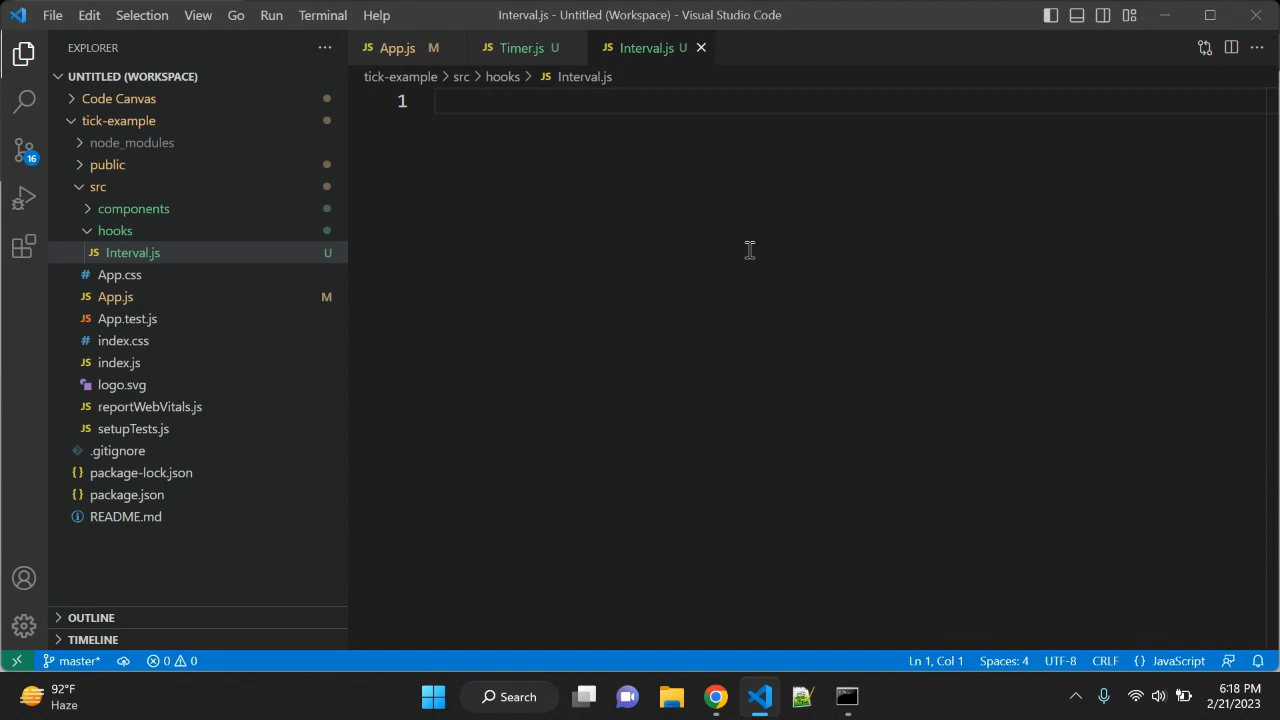 File Edit Selection View Go Run Terminal Help Interval.js - Untitled (Workspace) - Visual Studio Code
EXPLORER
JS App.js M JS Timer.js U JS Interval.js U
UNTITLED (WORKSPACE)
tick-example > src > hooks > JS Interval.js
1
Code Canvas
tick-example
node_modules
public
src
components
hooks
JS Interval.js U
# App.css
JS App.js M
JS App.test.js
# index.css
JS index.js
logo.svg
JS reportWebVitals.js
JS setupTests.js
.gitignore
{} package-lock.json
{} package.json
README.md
16
OUTLINE
TIMELINE
master* 0 0 Ln 1, Col 1 Spaces: 4 UTF-8 CRLF {} JavaScript
92°F
Haze
Search
6:18 PM
2/21/2023